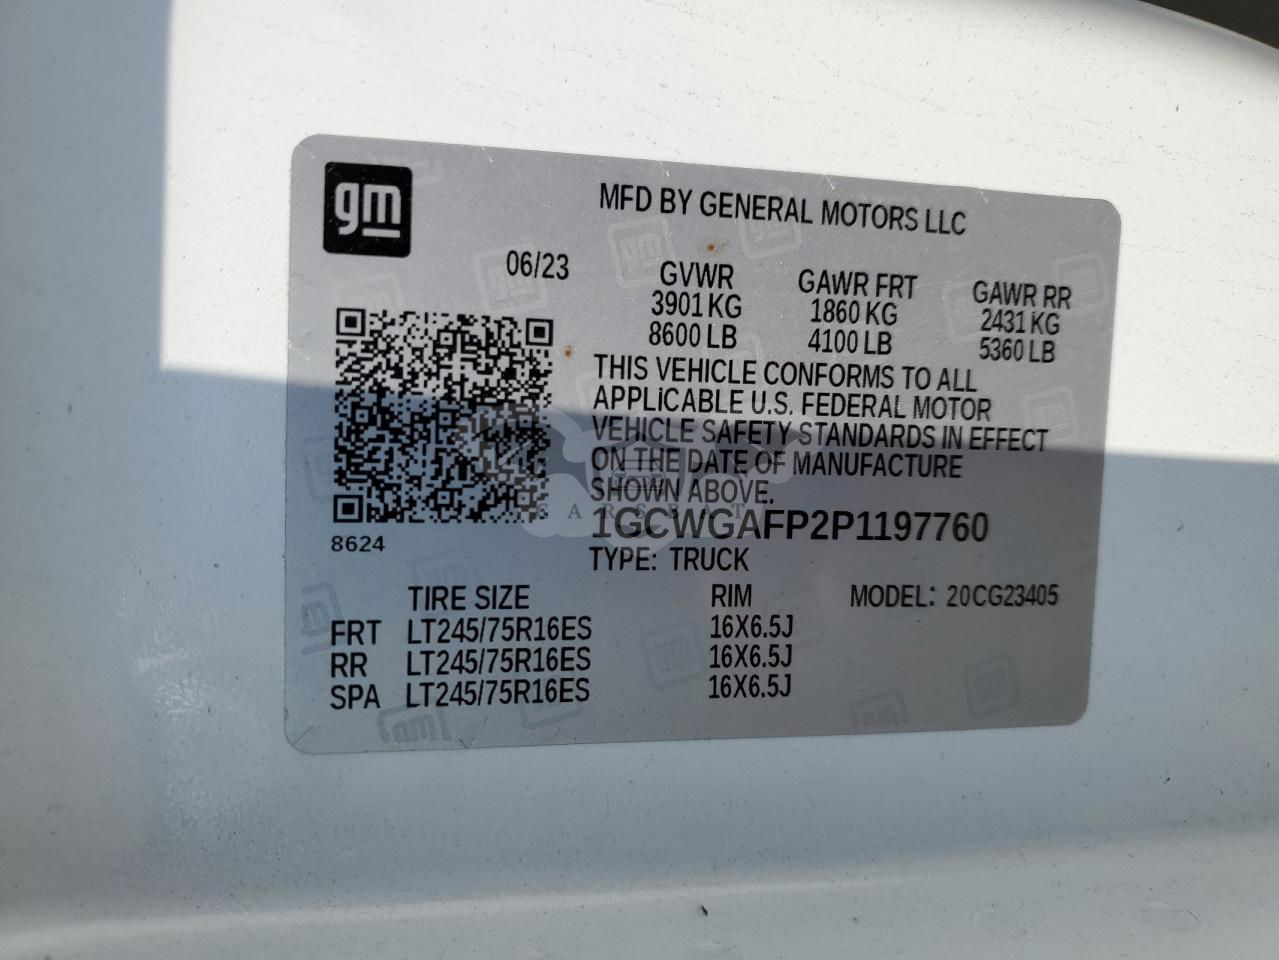 gm
MFD BY GENERAL MOTORS LLC
06/23
GVWR GAWR FRT GAWR RR
3901 KG 1860 KG 2431 KG
8600 LB 4100 LB 5360 LB
THIS VEHICLE CONFORMS TO ALL
APPLICABLE U.S. FEDERAL MOTOR
VEHICLE SAFETY STANDARDS IN EFFECT
ON THE DATE OF MANUFACTURE
SHOWN ABOVE.
1GCWGAFP2P1197760
8624
TYPE: TRUCK
TIRE SIZE RIM MODEL: 20CG23405
FRT LT245/75R16ES 16X6.5J
RR LT245/75R16ES 16X6.5J
SPA LT245/75R16ES 16X6.5J